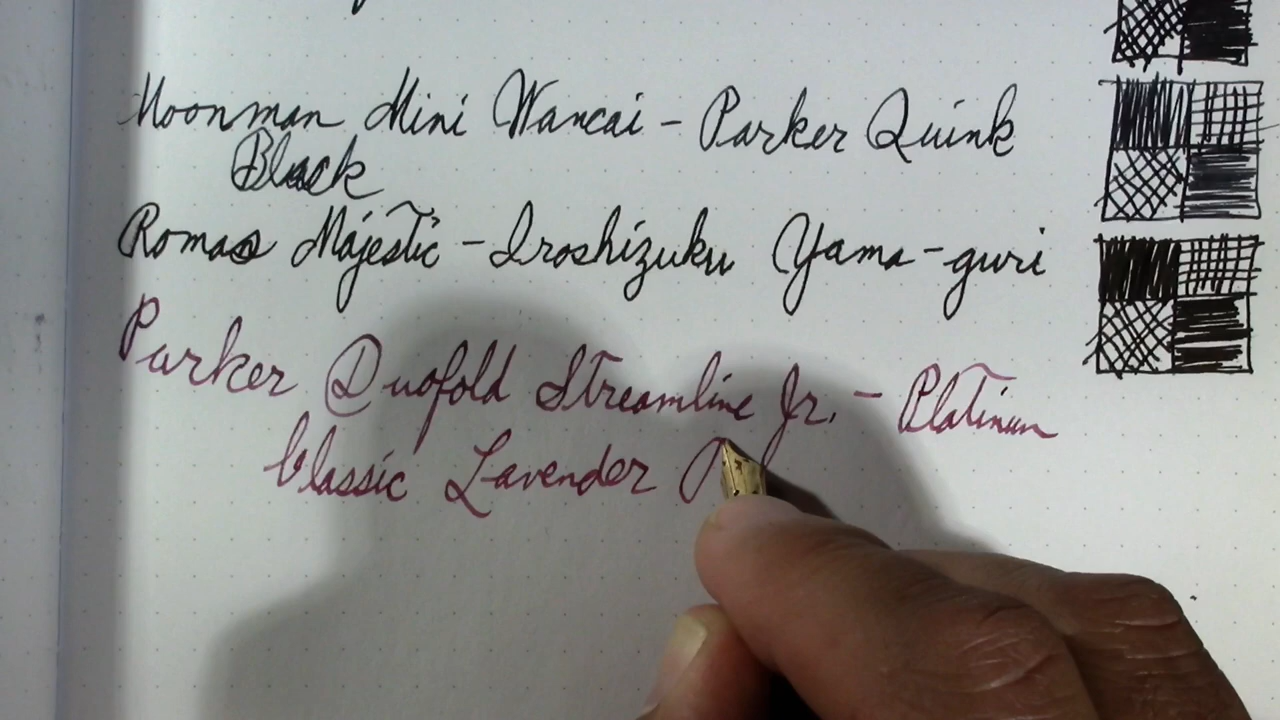 Moonman Mini Wancai - Parker Quink
Black
Romas Majestic - Iroshizuku Yama-guri
Parker Duofold Streamline Jr. - Platinum
Classic Lavender